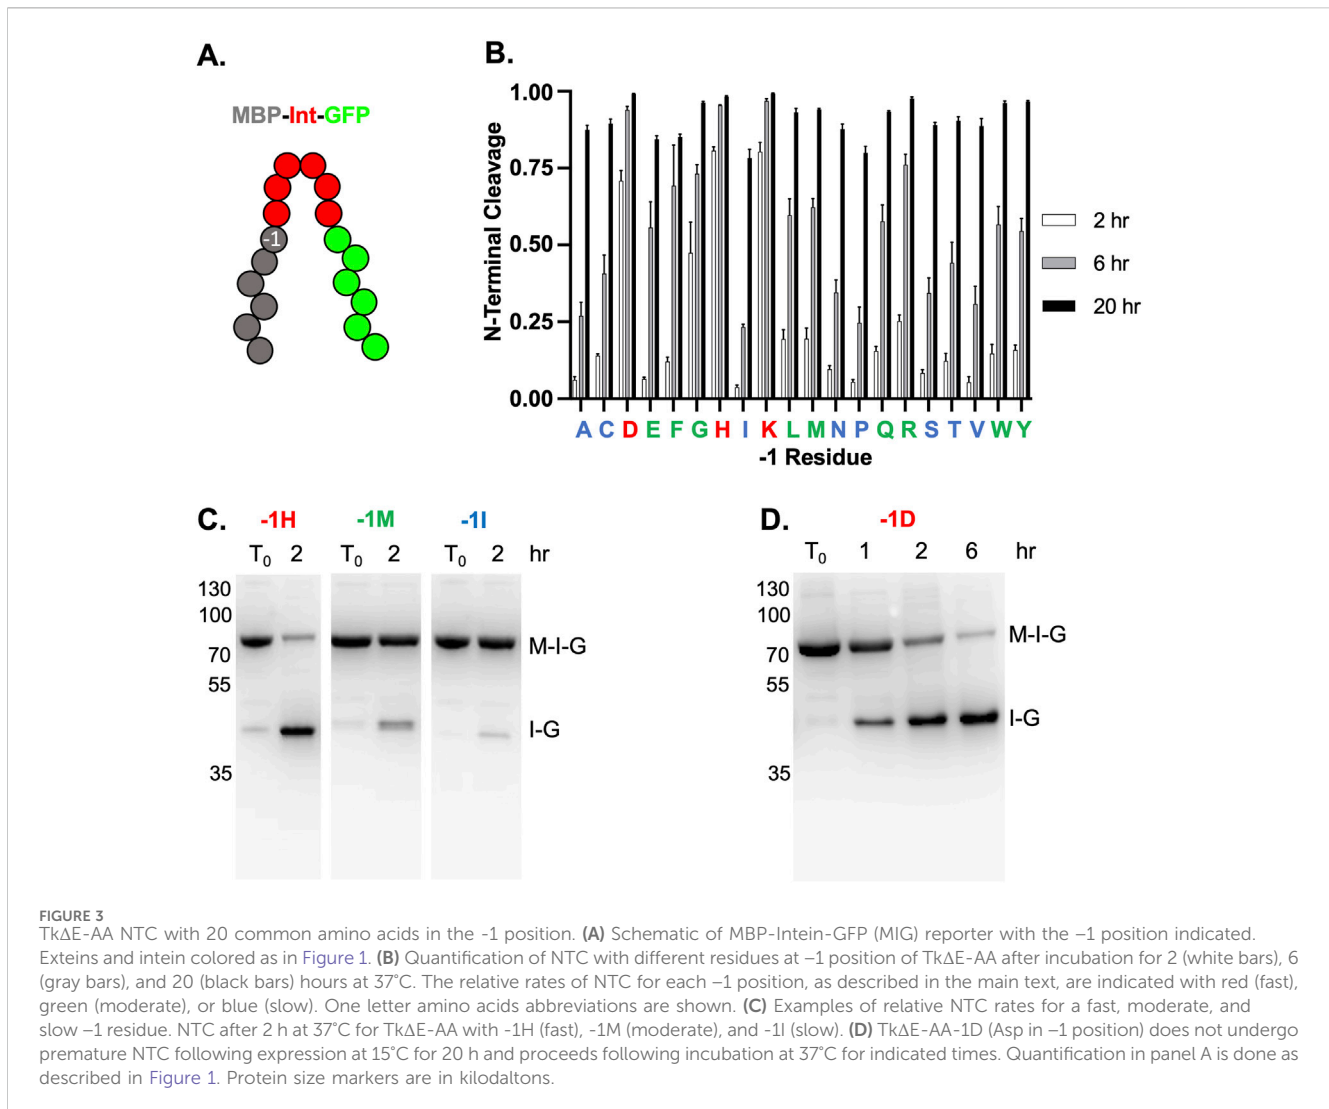 A.
MBP-Int-GFP
-1
B.
N-Terminal Cleavage
1.00
0.75
0.50
0.25
0.00
A C D E F G H I K L M N P Q R S T V W Y
-1 Residue
2 hr
6 hr
20 hr
C.
-1H -1M -1I
T0 2 T0 2 T0 2 hr
130
100
70
55
35
M-I-G
I-G
D.
-1D
T0 1 2 6 hr
130
100
70
55
35
M-I-G
I-G
FIGURE 3
TkΔE-AA NTC with 20 common amino acids in the -1 position. (A) Schematic of MBP-Intein-GFP (MIG) reporter with the –1 position indicated.
Exteins and intein colored as in Figure 1. (B) Quantification of NTC with different residues at –1 position of TkΔE-AA after incubation for 2 (white bars), 6
(gray bars), and 20 (black bars) hours at 37°C. The relative rates of NTC for each –1 position, as described in the main text, are indicated with red (fast),
green (moderate), or blue (slow). One letter amino acids abbreviations are shown. (C) Examples of relative NTC rates for a fast, moderate, and
slow –1 residue. NTC after 2 h at 37°C for TkΔE-AA with -1H (fast), -1M (moderate), and -1I (slow). (D) TkΔE-AA-1D (Asp in –1 position) does not undergo
premature NTC following expression at 15°C for 20 h and proceeds following incubation at 37°C for indicated times. Quantification in panel A is done as
described in Figure 1. Protein size markers are in kilodaltons.